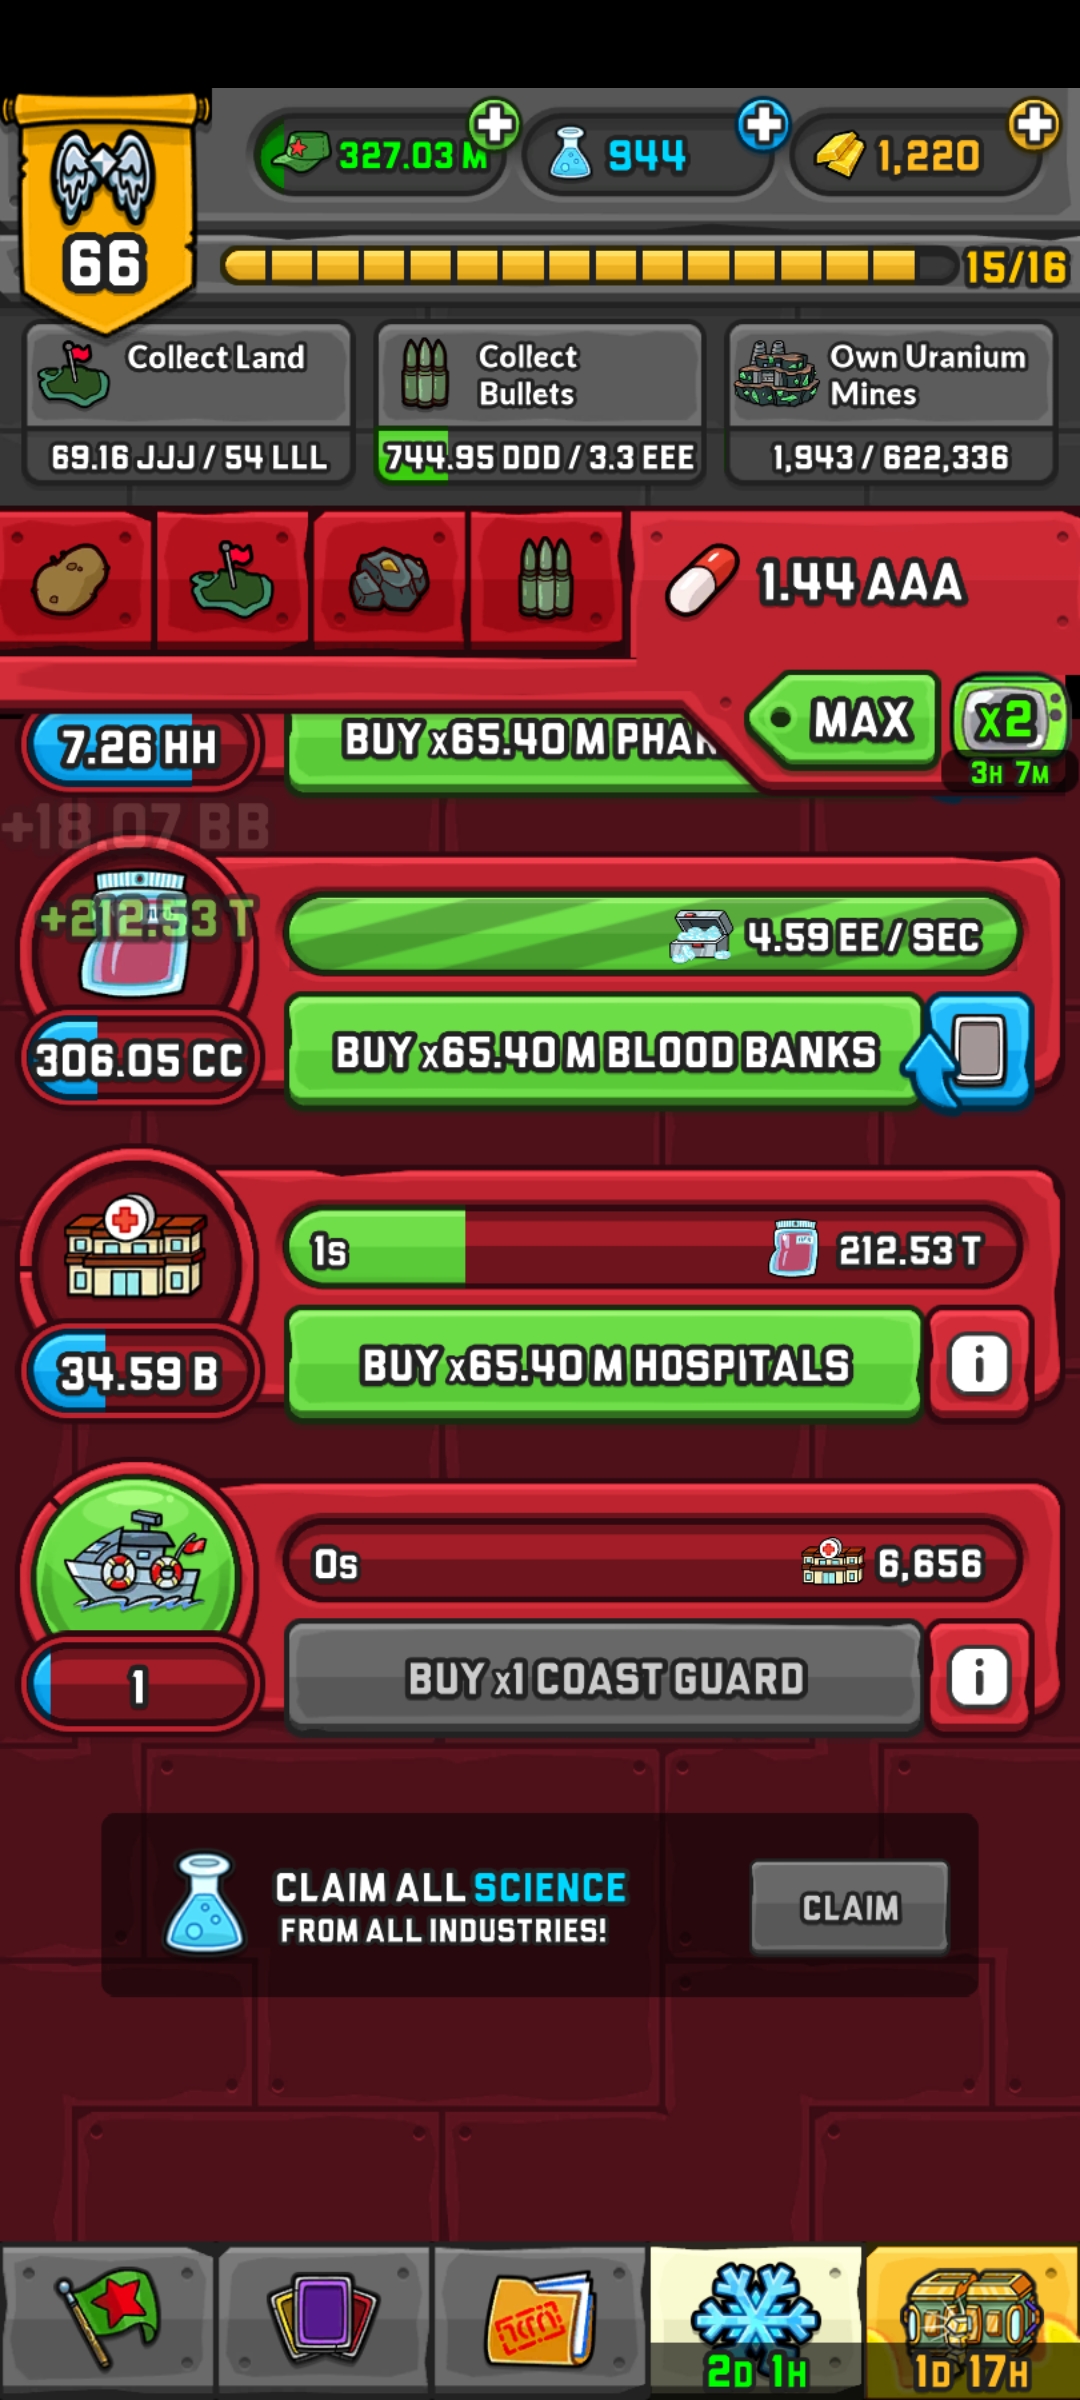 66
327.03 M
944
1,220
15/16
Collect Land
69.16 JJJ / 54 LLL
Collect
Bullets
744.95 DDD / 3.3 EEE
Own Uranium
Mines
1,943 / 622,336
1.44 AAA
MAX
x2
3H 7M
7.26 HH
BUY x65.40 M PHAR
+18.07 BB
+212.53 T
4.59 EE / SEC
306.05 CC
BUY x65.40 M BLOOD BANKS
1s
212.53 T
34.59 B
BUY x65.40 M HOSPITALS
i
0s
6,656
1
BUY x1 COAST GUARD
i
CLAIM ALL SCIENCE
FROM ALL INDUSTRIES!
CLAIM
2D 1H
1D 17H